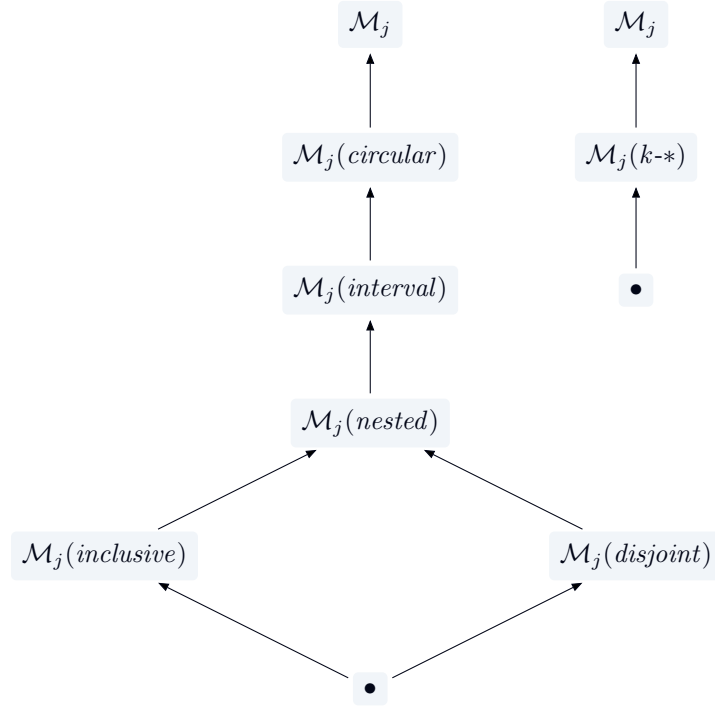 ℳ_j ℳ_j
ℳ_j(circular) ℳ_j(k-*)
ℳ_j(interval) •
ℳ_j(nested)
ℳ_j(inclusive) ℳ_j(disjoint)
•